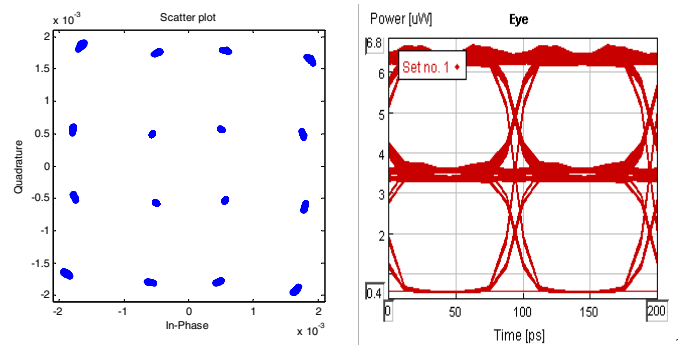 Scatter plot
x 10⁻³
2
1.5
1
0.5
0
-0.5
-1
-1.5
-2
Quadrature
-2
-1
0
1
2
In-Phase
x 10⁻³
Power [uW]
Eye
6.8
Set no. 1
6
5
4
3
2
0.4
0
50
100
150
200
Time [ps]